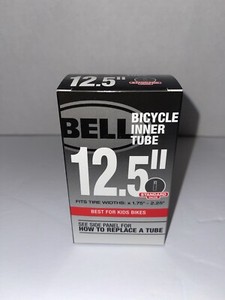 12.5"
BELL
BICYCLE
INNER
TUBE
12.5"
STANDARD
FITS TIRE WIDTHS: x 1.75" - 2.25"
BEST FOR KIDS BIKES
SEE SIDE PANEL FOR
HOW TO REPLACE A TUBE